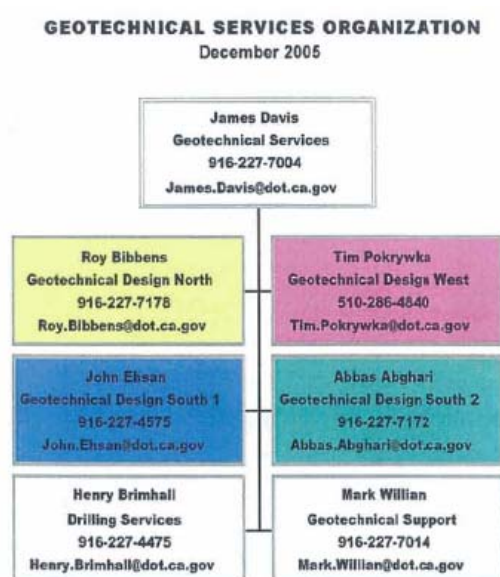 GEOTECHNICAL SERVICES ORGANIZATION
December 2005
James Davis
Geotechnical Services
916-227-7004
James.Davis@dot.ca.gov
Roy Bibbens
Geotechnical Design North
916-227-7178
Roy.Bibbens@dot.ca.gov
Tim Pokrywka
Geotechnical Design West
510-286-4840
Tim.Pokrywka@dot.ca.gov
John Ehsan
Geotechnical Design South 1
916-227-4575
John.Ehsan@dot.ca.gov
Abbas Abghari
Geotechnical Design South 2
916-227-7172
Abbas.Abghari@dot.ca.gov
Henry Brimhall
Drilling Services
916-227-4475
Henry.Brimhall@dot.ca.gov
Mark Willian
Geotechnical Support
916-227-7014
Mark.Willian@dot.ca.gov